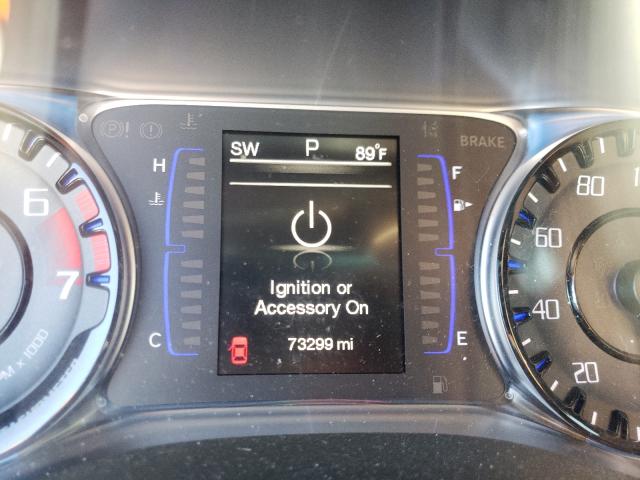 BRAKE
SW P 89°F
H
F
6
80
60
7
Ignition or
Accessory On
40
C
73299 mi
E
20